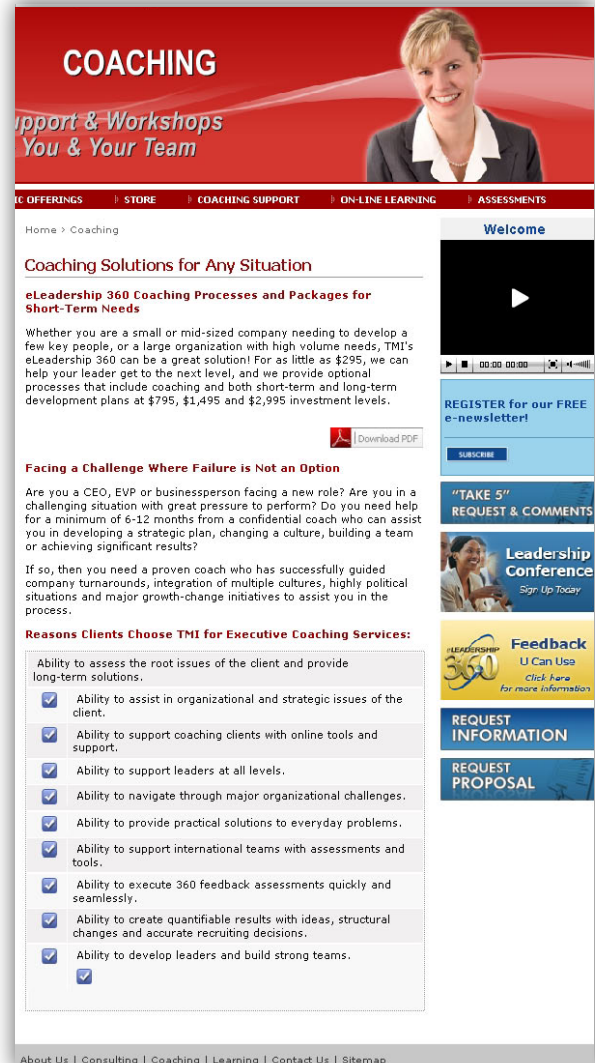 COACHING
upport & Workshops
You & Your Team
IC OFFERINGS STORE COACHING SUPPORT ON-LINE LEARNING ASSESSMENTS
Home > Coaching
Coaching Solutions for Any Situation
eLeadership 360 Coaching Processes and Packages for
Short-Term Needs
Whether you are a small or mid-sized company needing to develop a
few key people, or a large organization with high volume needs, TMI's
eLeadership 360 can be a great solution! For as little as $295, we can
help your leader get to the next level, and we provide optional
processes that include coaching and both short-term and long-term
development plans at $795, $1,495 and $2,995 investment levels.
Download PDF
Facing a Challenge Where Failure is Not an Option
Are you a CEO, EVP or businessperson facing a new role? Are you in a
challenging situation with great pressure to perform? Do you need help
for a minimum of 6-12 months from a confidential coach who can assist
you in developing a strategic plan, changing a culture, building a team
or achieving significant results?
If so, then you need a proven coach who has successfully guided
company turnarounds, integration of multiple cultures, highly political
situations and major growth-change initiatives to assist you in the
process.
Reasons Clients Choose TMI for Executive Coaching Services:
Ability to assess the root issues of the client and provide
long-term solutions.
Ability to assist in organizational and strategic issues of the
client.
Ability to support coaching clients with online tools and
support.
Ability to support leaders at all levels.
Ability to navigate through major organizational challenges.
Ability to provide practical solutions to everyday problems.
Ability to support international teams with assessments and
tools.
Ability to execute 360 feedback assessments quickly and
seamlessly.
Ability to create quantifiable results with ideas, structural
changes and accurate recruiting decisions.
Ability to develop leaders and build strong teams.
Welcome
00:00 00:00
REGISTER for our FREE
e-newsletter!
SUBSCRIBE
"TAKE 5"
REQUEST & COMMENTS
Leadership
Conference
Sign Up Today
eLEADERSHIP
360
Feedback
U Can Use
Click here
for more information
REQUEST
INFORMATION
REQUEST
PROPOSAL
About Us | Consulting | Coaching | Learning | Contact Us | Sitemap